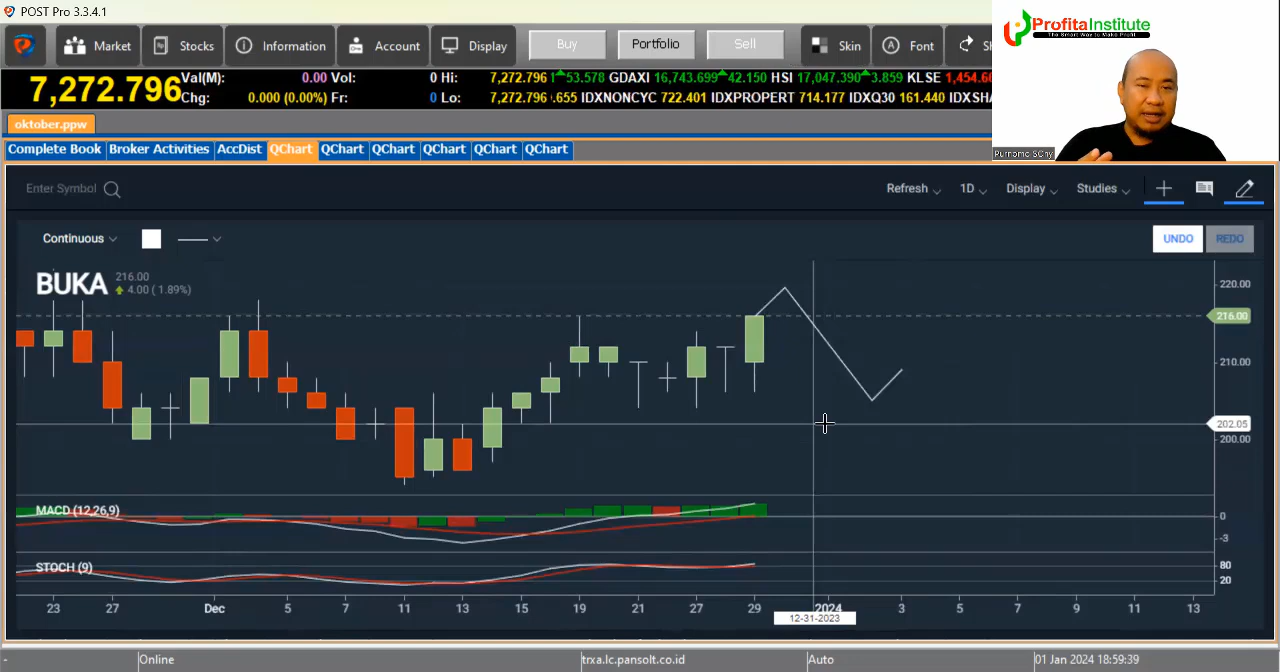 POST Pro 3.3.4.1
Market Stocks Information Account Display Buy Portfolio Sell Skin Font
ProfitaInstitute
The Smart Way to Make Profit
7,272.796
Val(M): 0.00 Vol: 0 Hi: 7,272.796 53.578 GDAXI 16,743.699 42.150 HSI 17,047.390 3.859 KLSE
Chg: 0.000 (0.00%) Fr: 0 Lo: 7,272.796 .655 IDXNONCYC 722.401 IDXPROPERT 714.177 IDXQ30 161.440
oktober.ppw
Complete Book Broker Activities AccDist QChart QChart QChart QChart QChart QChart
Enter Symbol Refresh 1D Display Studies
Continuous UNDO REDO
BUKA 216.00
4.00 ( 1.89%)
220.00
216.00
210.00
202.05
200.00
MACD (12,26,9)
0
-3
STOCH (9)
80
20
23 27 Dec 5 7 11 13 15 19 21 27 29 2024 3 5 7 9 11 13
12-31-2023
- Online trxa.lc.pansolt.co.id Auto 01 Jan 2024 18:59:39